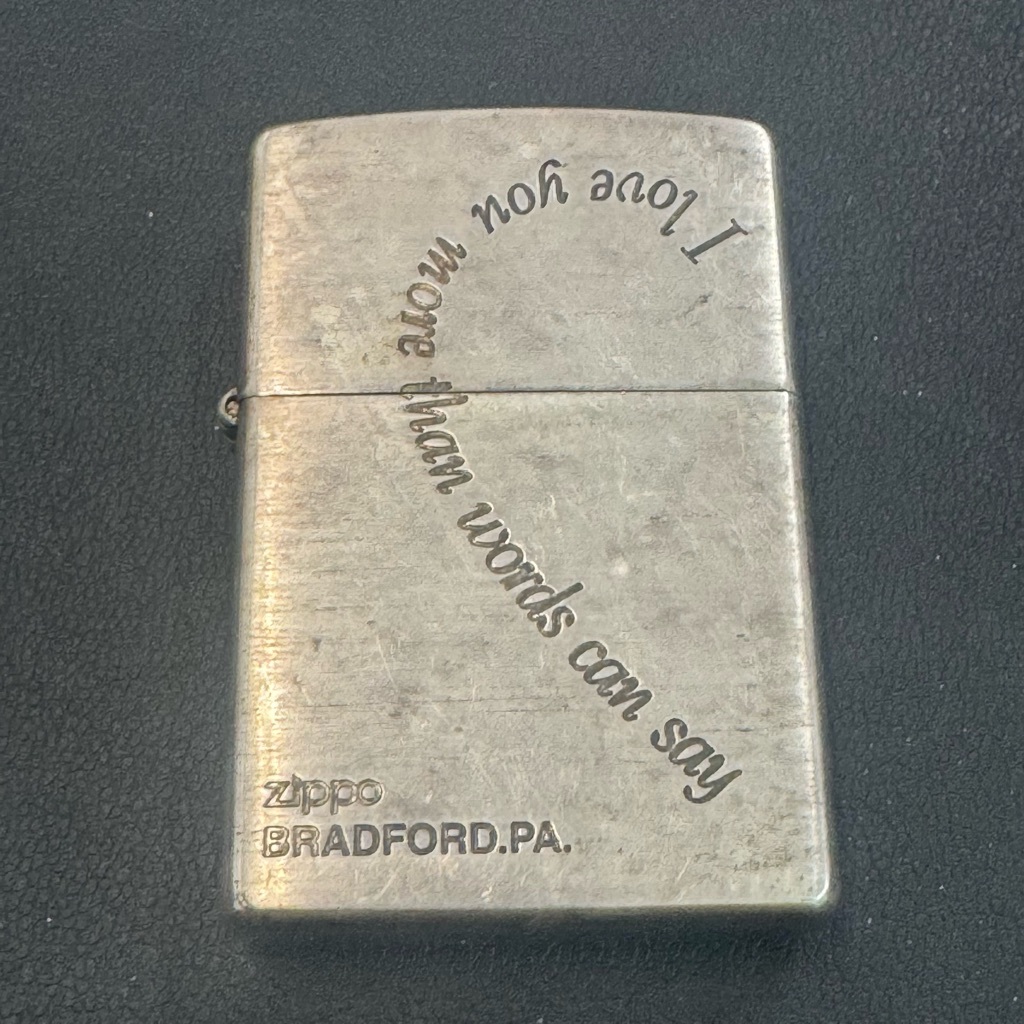 I love you more than words can say
zippo
BRADFORD.PA.